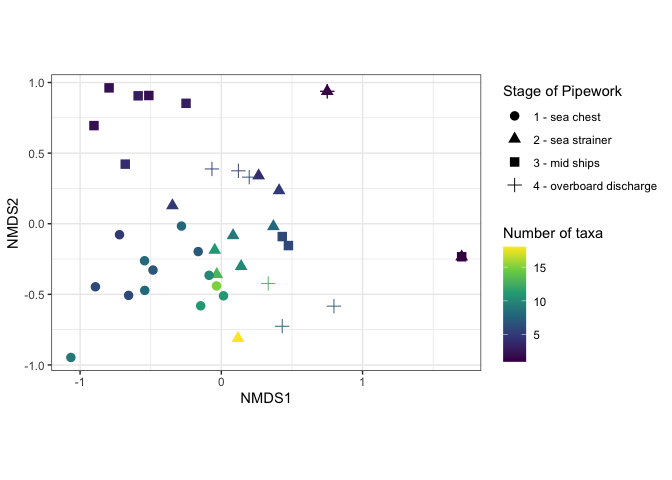 1.0
0.5
0.0
-0.5
-1.0
NMDS2
-1
0
1
NMDS1
Stage of Pipework
1 - sea chest
2 - sea strainer
3 - mid ships
4 - overboard discharge
Number of taxa
15
10
5